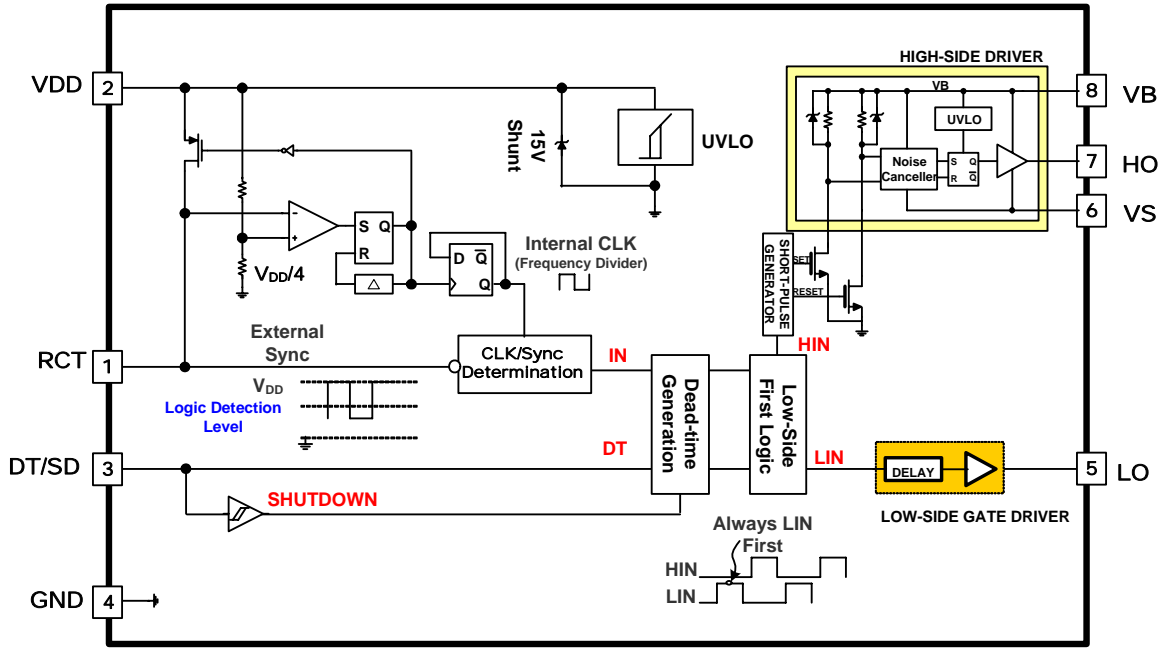 HIGH-SIDE DRIVER
VDD
2
8
VB
VB
UVLO
15V
Shunt
UVLO
7
HO
Noise
Canceller
S Q
R Q̅
6
VS
−
+
S Q
R
VDD/4
△
D Q̅
Q
Internal CLK
(Frequency Divider)
SHORT-PULSE
GENERATOR
SET
RESET
External
Sync
RCT
1
CLK/Sync
Determination
IN
HIN
VDD
Logic Detection
Level
Dead-time
Generation
Low-Side
First Logic
DT/SD
3
DT
LIN
DELAY
5
LO
SHUTDOWN
LOW-SIDE GATE DRIVER
Always LIN
First
HIN
LIN
GND
4